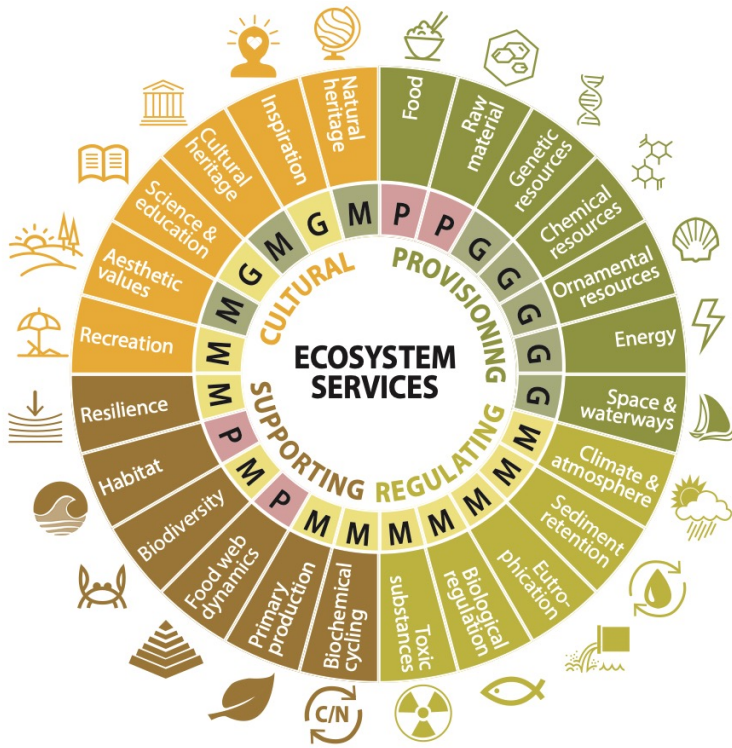 ECOSYSTEM
SERVICES
PROVISIONING
Food
P
Raw
material
P
Genetic
resources
G
Chemical
resources
G
Ornamental
resources
G
Energy
G
Space &
waterways
G
REGULATING
Climate &
atmosphere
M
Sediment
retention
M
Eutro-
phication
M
Biological
regulation
M
Toxic
substances
M
SUPPORTING
Biochemical
cycling
M
C/N
Primary
production
M
Food web
dynamics
P
Biodiversity
M
Habitat
P
Resilience
M
CULTURAL
Recreation
M
Aesthetic
values
M
Science &
education
G
Cultural
heritage
M
Inspiration
G
Natural
heritage
M